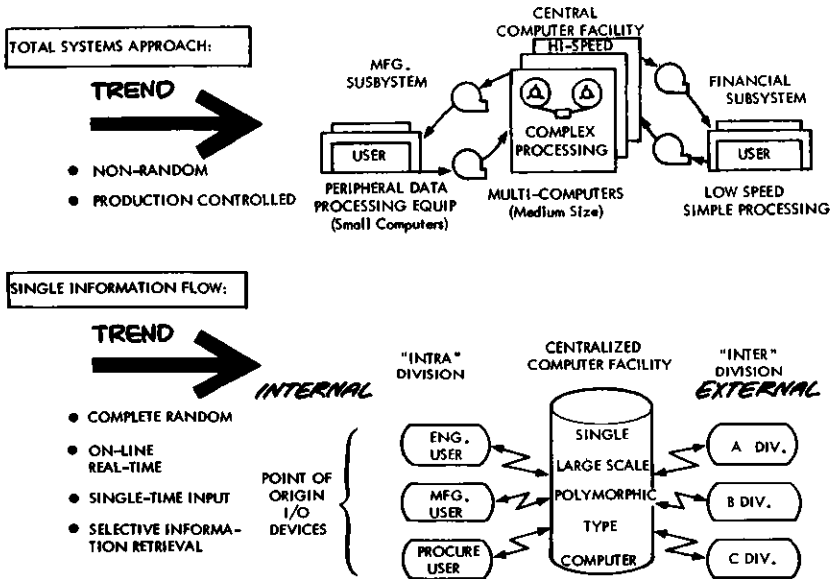 TOTAL SYSTEMS APPROACH:
TREND
• NON-RANDOM
• PRODUCTION CONTROLLED
MFG.
SUSBYSTEM
USER
PERIPHERAL DATA
PROCESSING EQUIP
(Small Computers)
CENTRAL
COMPUTER FACILITY
HI-SPEED
COMPLEX
PROCESSING
MULTI-COMPUTERS
(Medium Size)
FINANCIAL
SUBSYSTEM
USER
LOW SPEED
SIMPLE PROCESSING
SINGLE INFORMATION FLOW:
TREND
• COMPLETE RANDOM
• ON-LINE
REAL-TIME
• SINGLE-TIME INPUT
• SELECTIVE INFORMA-
TION RETRIEVAL
INTERNAL
POINT OF
ORIGIN
I/O
DEVICES
"INTRA"
DIVISION
ENG.
USER
MFG.
USER
PROCURE
USER
CENTRALIZED
COMPUTER FACILITY
SINGLE
LARGE SCALE
POLYMORPHIC
TYPE
COMPUTER
"INTER"
DIVISION
EXTERNAL
A DIV.
B DIV.
C DIV.